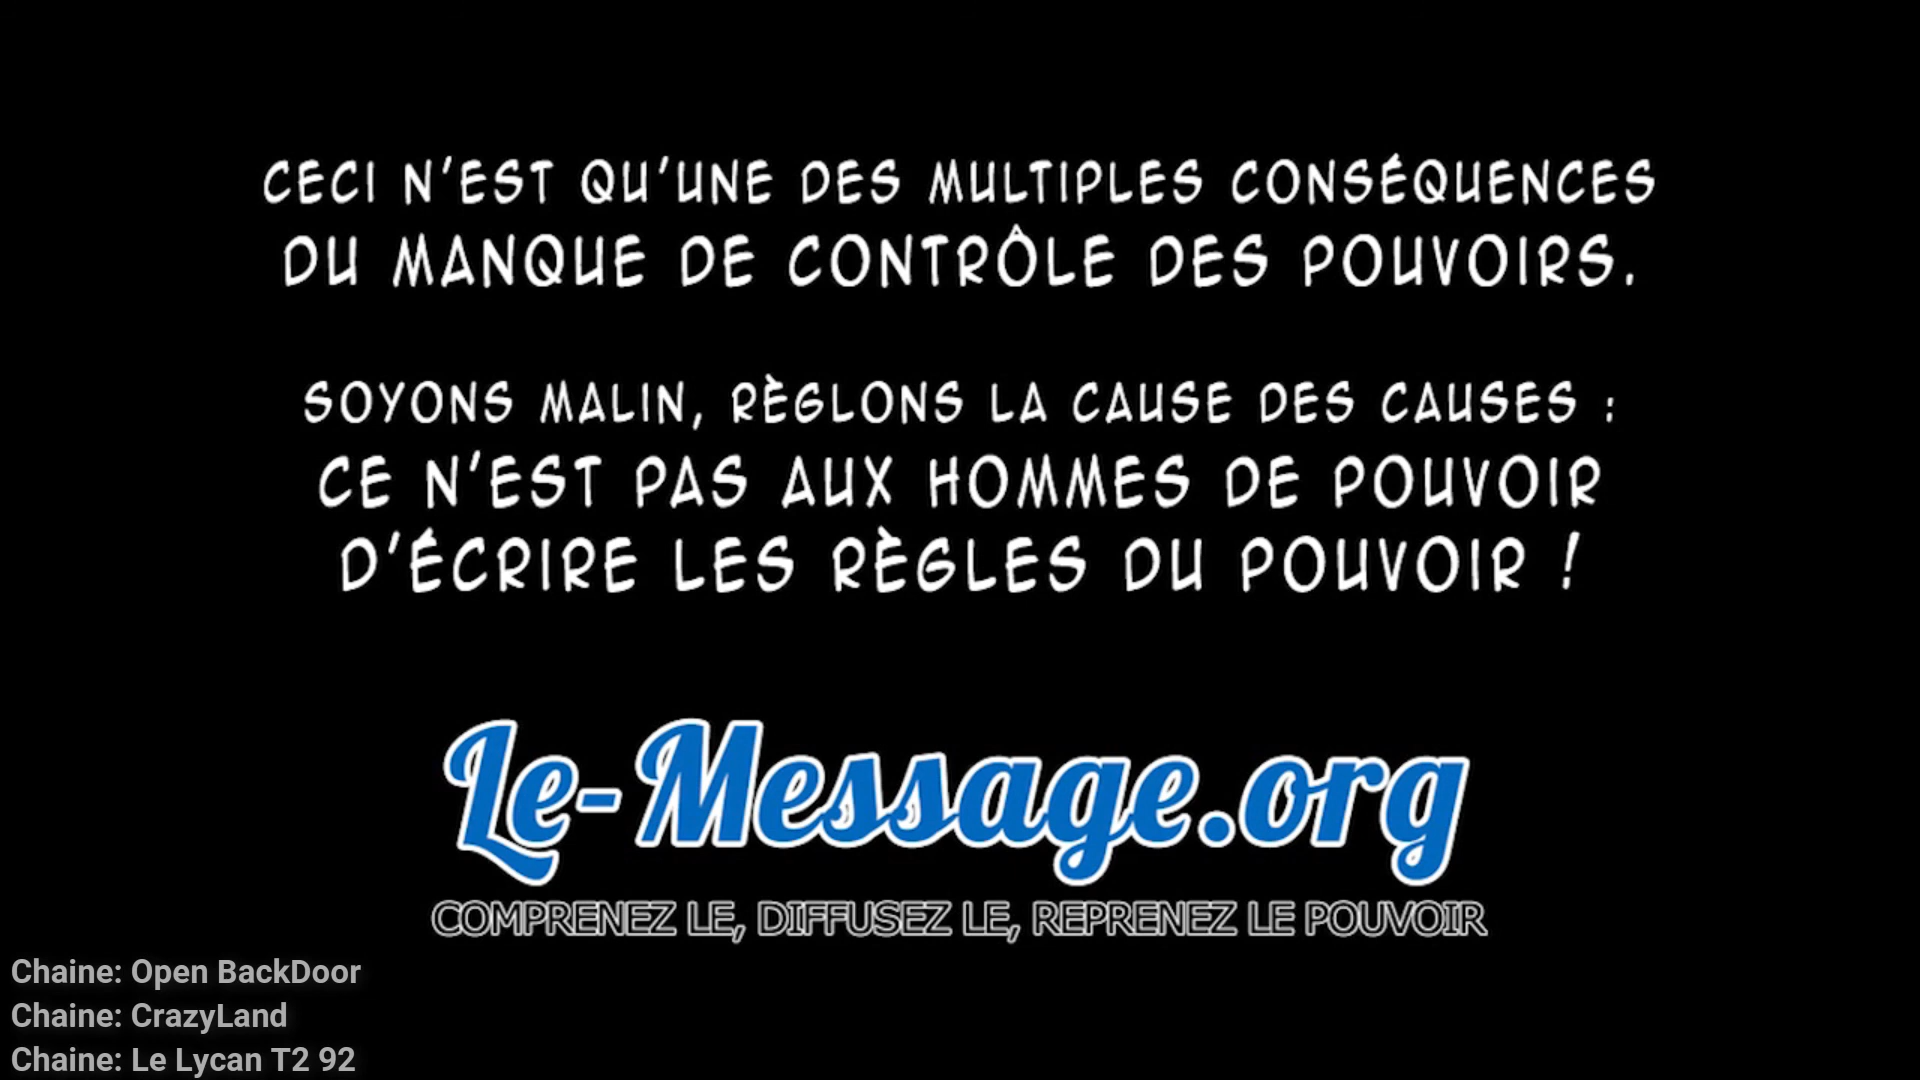 CECI N'EST QU'UNE DES MULTIPLES CONSÉQUENCES
DU MANQUE DE CONTRÔLE DES POUVOIRS.
SOYONS MALIN, RÈGLONS LA CAUSE DES CAUSES :
CE N'EST PAS AUX HOMMES DE POUVOIR
D'ÉCRIRE LES RÈGLES DU POUVOIR !
Le-Message.org
COMPRENEZ LE, DIFFUSEZ LE, REPRENEZ LE POUVOIR
Chaine: Open BackDoor
Chaine: CrazyLand
Chaine: Le Lycan T2 92